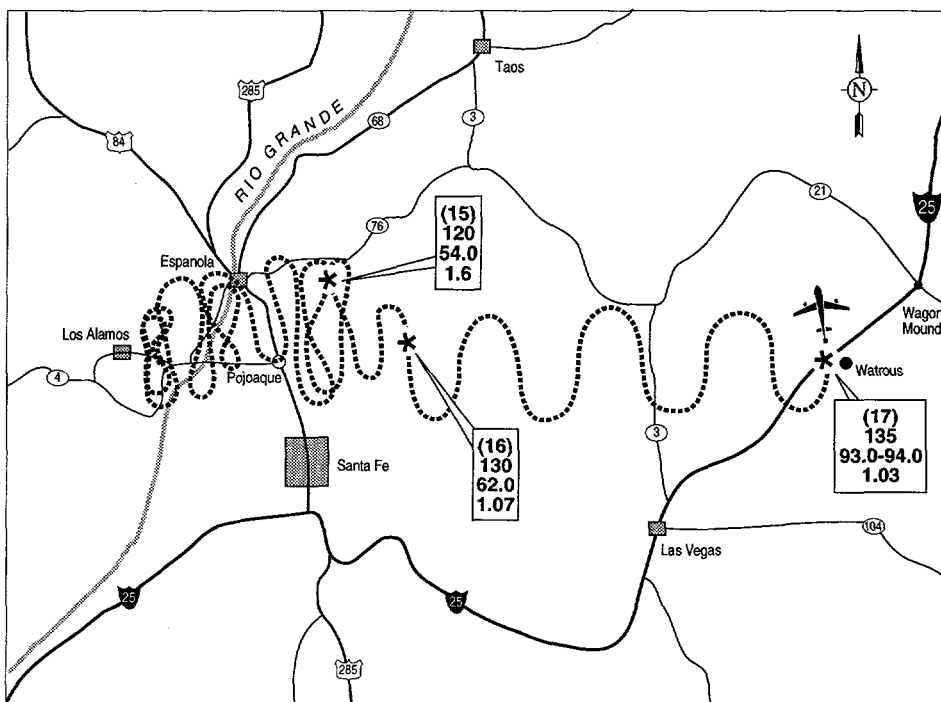 Taos
285
RIO GRANDE
68
3
84
N
21
25
76
(15)
120
54.0
1.6
Espanola
Wagon
Mound
Los Alamos
4
Pojoaque
Watrous
(17)
135
93.0-94.0
1.03
(16)
130
62.0
1.07
3
Santa Fe
Las Vegas
104
25
25
285